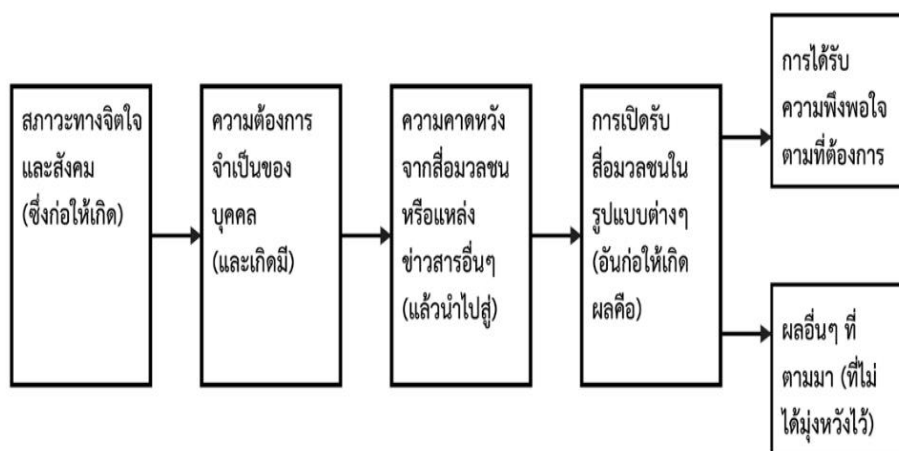 สภาวะทางจิตใจ
และสังคม
(ซึ่งก่อให้เกิด)
ความต้องการ
จำเป็นของ
บุคคล
(และเกิดมี)
ความคาดหวัง
จากสื่อมวลชน
หรือแหล่ง
ข่าวสารอื่นๆ
(แล้วนำไปสู่)
การเปิดรับ
สื่อมวลชนใน
รูปแบบต่างๆ
(อันก่อให้เกิด
ผลคือ)
การได้รับ
ความพึงพอใจ
ตามที่ต้องการ
ผลอื่นๆ ที่
ตามมา (ที่ไม่
ได้มุ่งหวังไว้)